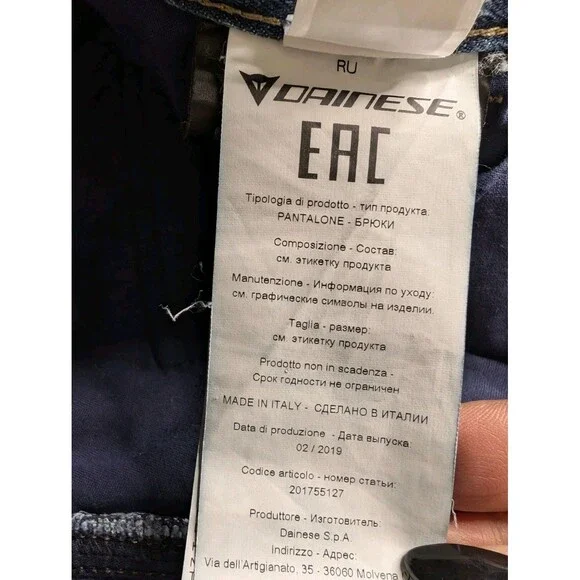 RU
DAINESE®
EAC
Tipologia di prodotto - тип продукта:
PANTALONE - БРЮКИ
Composizione - Состав:
см. этикетку продукта
Manutenzione - Информация по уходу:
см. графические символы на изделии.
Taglia - размер:
см. этикетку продукта
Prodotto non in scadenza -
Срок годности не ограничен
MADE IN ITALY - СДЕЛАНО В ИТАЛИИ
Data di produzione - Дата выпуска:
02 / 2019
Codice articolo - номер статьи:
201755127
Produttore - Изготовитель:
Dainese S.p.A.
Indirizzo - Адрес:
Via dell'Artigianato, 35 - 36060 Molvena